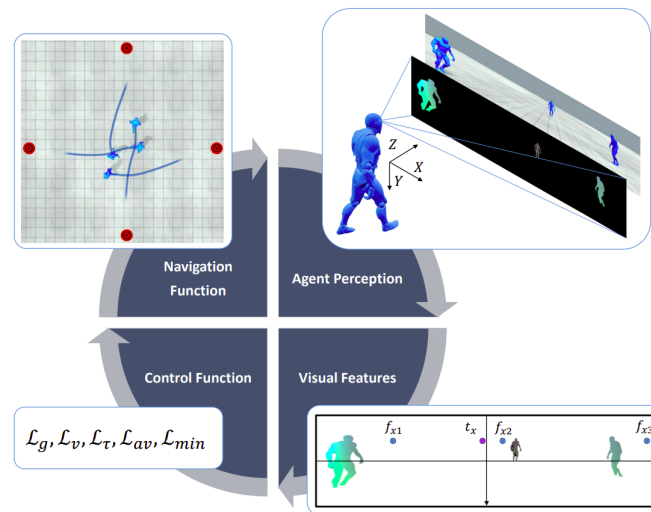 Z
X
Y
Navigation
Function
Agent Perception
Control Function
Visual Features
ℒ_g, ℒ_v, ℒ_τ, ℒ_av, ℒ_min
f_x1
t_x
f_x2
f_x3